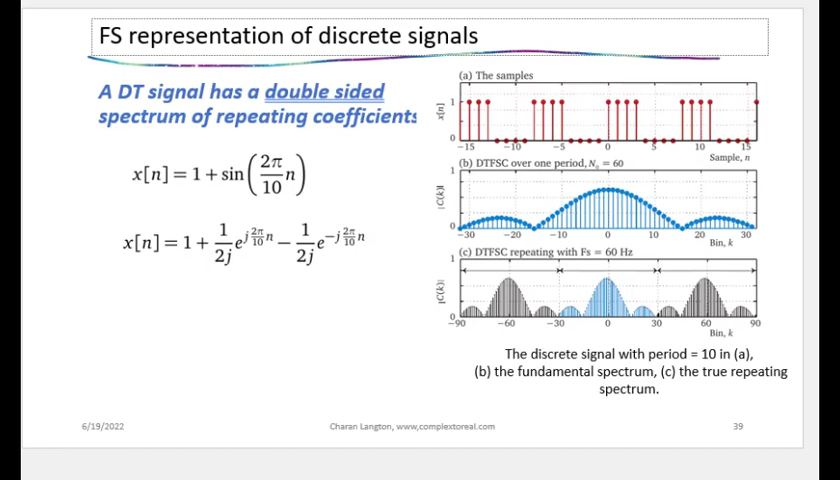 FS representation of discrete signals
A DT signal has a double sided
spectrum of repeating coefficients
x[n] = 1 + sin(2π/10 n)
x[n] = 1 + 1/2j e^{j 2π/10 n} − 1/2j e^{−j 2π/10 n}
(a) The samples
x[n]
1
0
−15 −10 −5 0 5 10 15
Sample, n
(b) DTFSC over one period, N₀ = 60
|C(k)|
1
0
−30 −20 −10 0 10 20 30
Bin, k
(c) DTFSC repeating with Fs = 60 Hz
|C(k)|
1
0
−90 −60 −30 0 30 60 90
Bin, k
The discrete signal with period = 10 in (a),
(b) the fundamental spectrum, (c) the true repeating
spectrum.
6/19/2022
Charan Langton, www,complextoreal.com
39